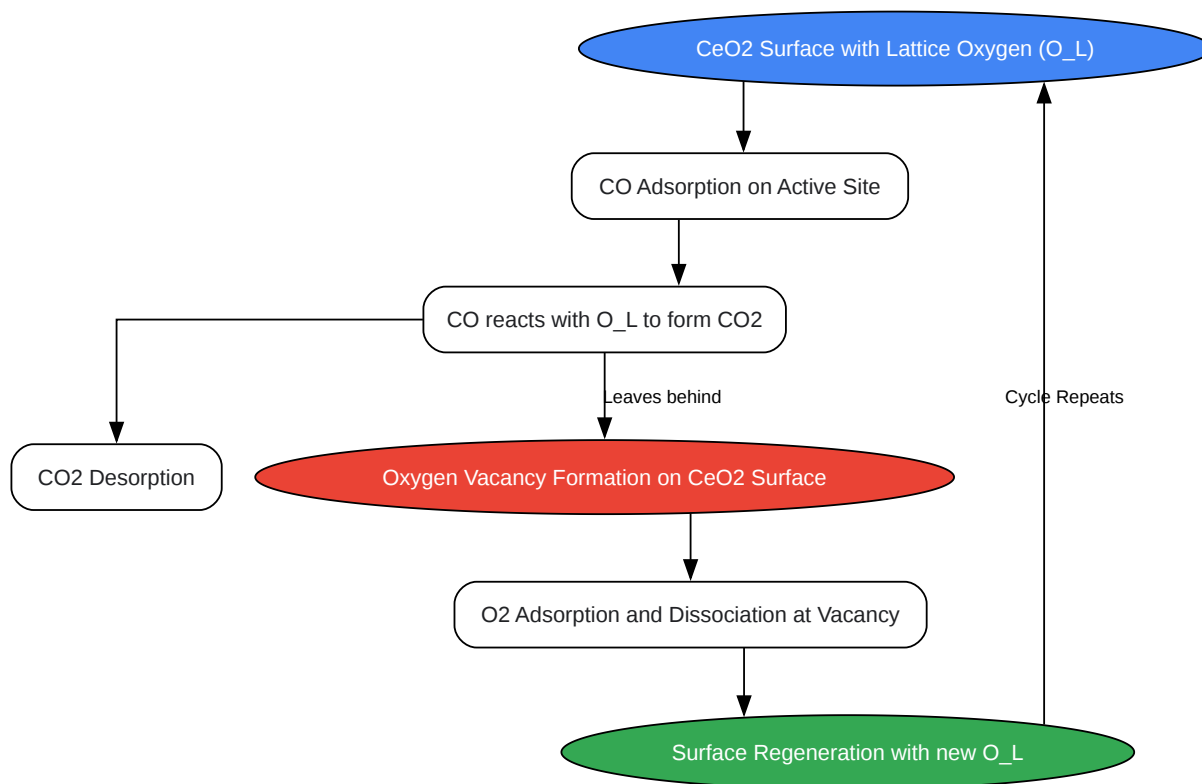 CeO2 Surface with Lattice Oxygen (O_L)
CO Adsorption on Active Site
CO reacts with O_L to form CO2
Leaves behind
Cycle Repeats
CO2 Desorption
Oxygen Vacancy Formation on CeO2 Surface
O2 Adsorption and Dissociation at Vacancy
Surface Regeneration with new O_L